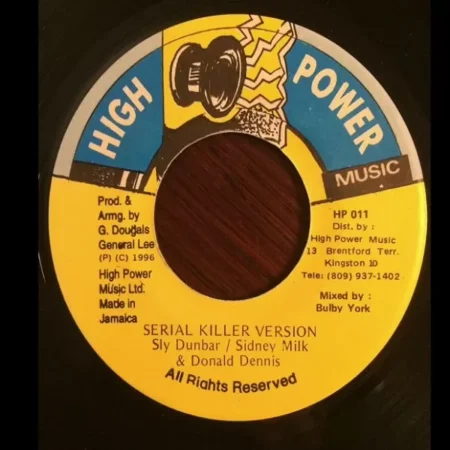 HIGH POWER
MUSIC
Prod. &
Arrng. by
G. Dougals
General Lee
(P) (C) 1996
High Power
Music Ltd.
Made in
Jamaica
HP 011
Dist. by :
High Power Music
13 Brentford Terr.
Kingston 10
Tele: (809) 937-1402
Mixed by :
Bulby York
SERIAL KILLER VERSION
Sly Dunbar / Sidney Milk
& Donald Dennis
All Rights Reserved